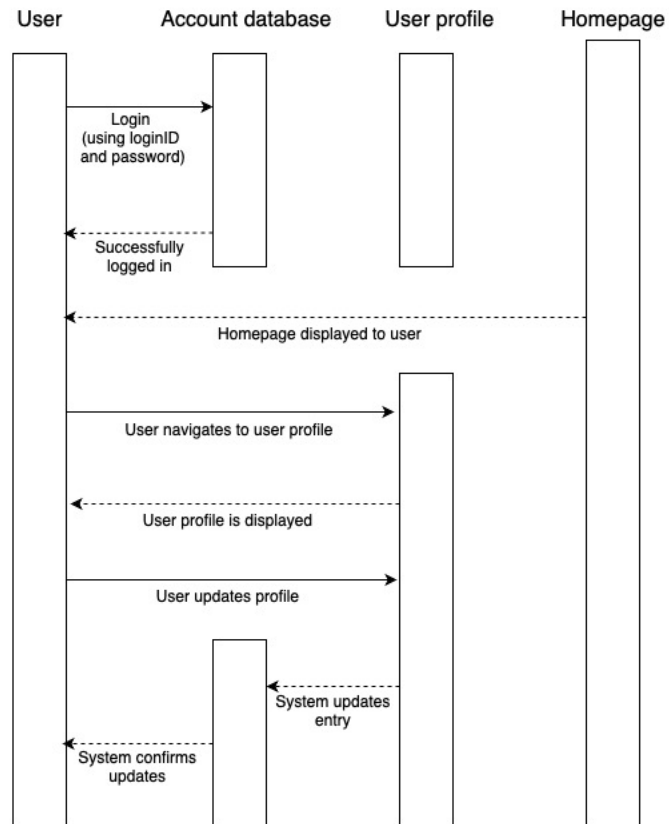 User
Account database
User profile
Homepage
Login
(using loginID
and password)
Successfully
logged in
Homepage displayed to user
User navigates to user profile
User profile is displayed
User updates profile
System updates
entry
System confirms
updates